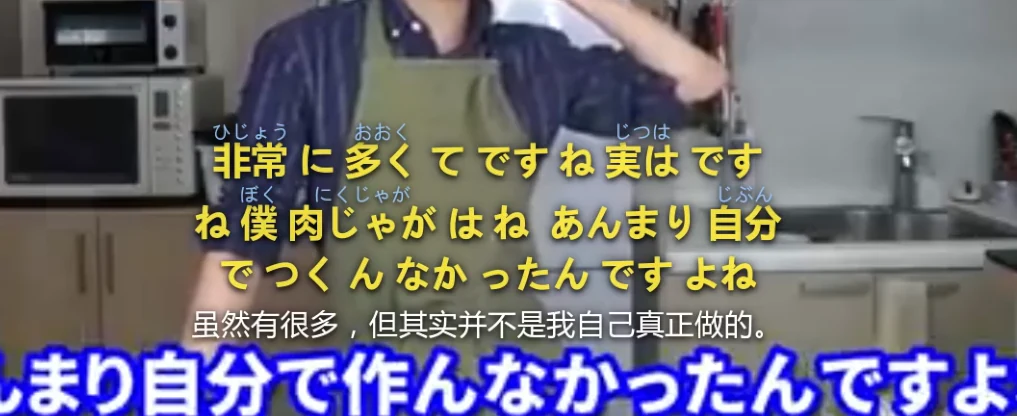 ひじょう おおく じつは
非常 に 多く て です ね 実は です
ぼく にくじゃが じぶん
ね 僕 肉じゃが は ね あんまり 自分
で つく ん なか ったん です よね
虽然有很多，但其实并不是我自己真正做的。
んまり自分で作んなかったんですよ